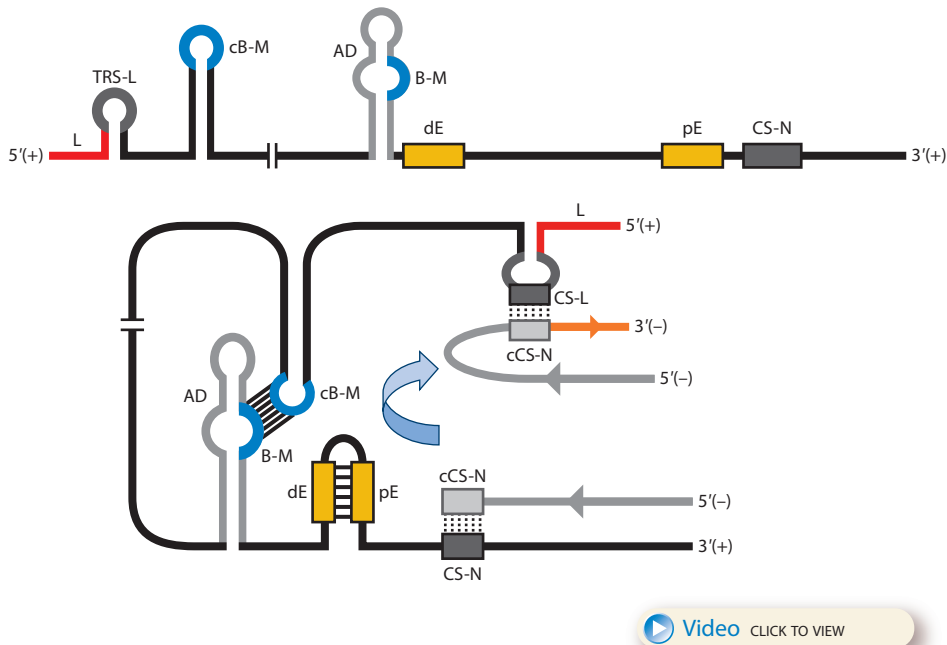 cB-M
AD
B-M
TRS-L
L
dE
pE
CS-N
5′(+)
3′(+)
L
5′(+)
CS-L
3′(–)
cCS-N
5′(–)
AD
cB-M
B-M
dE
pE
cCS-N
5′(–)
3′(+)
CS-N
Video CLICK TO VIEW